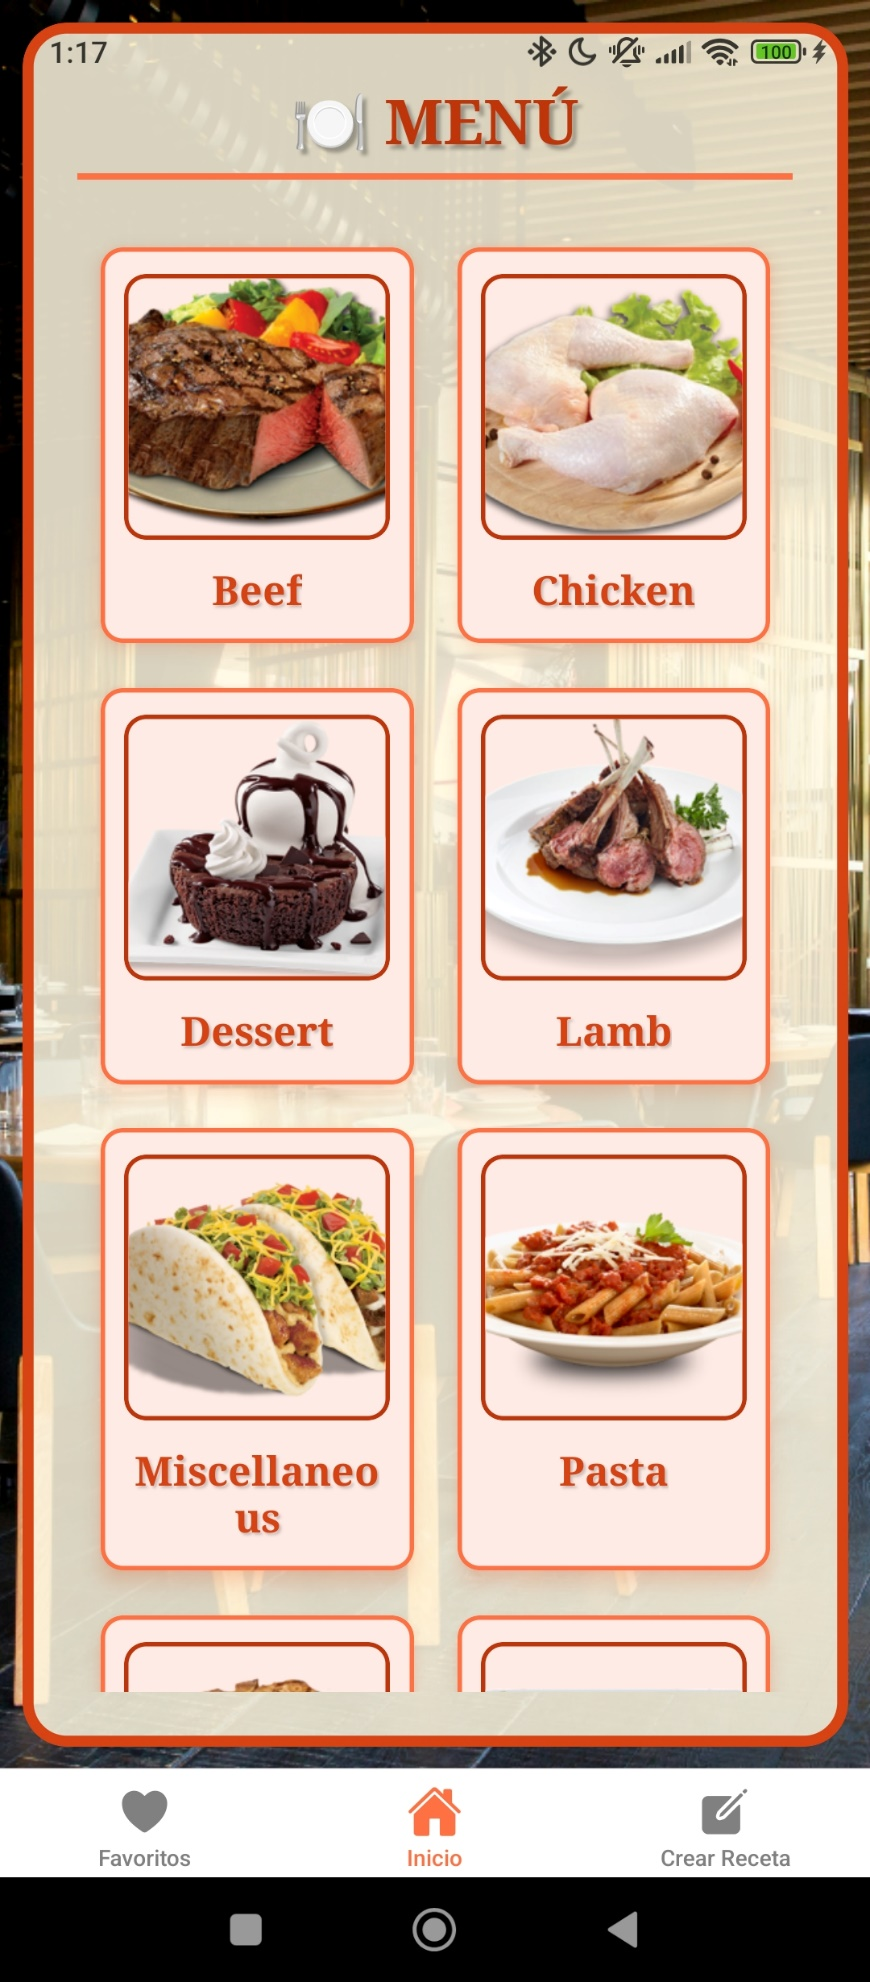 1:17
100
🍽️ MENÚ
Beef
Chicken
Dessert
Lamb
Miscellaneo
us
Pasta
Favoritos
Inicio
Crear Receta